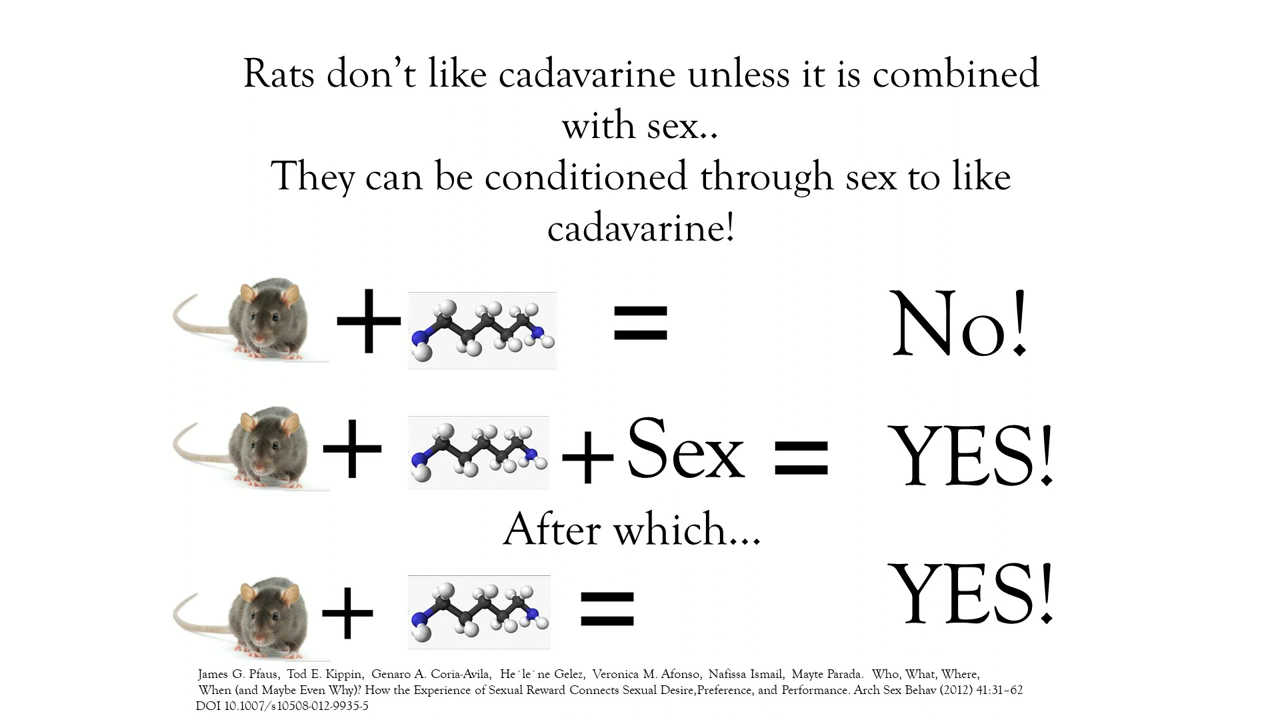 Rats don’t like cadavarine unless it is combined
with sex..
They can be conditioned through sex to like
cadavarine!
+ = No!
+ + Sex = YES!
After which...
+ = YES!
James G. Pfaus, Tod E. Kippin, Genaro A. Coria-Avila, He´le`ne Gelez, Veronica M. Afonso, Nafissa Ismail, Mayte Parada. Who, What, Where,
When (and Maybe Even Why)? How the Experience of Sexual Reward Connects Sexual Desire,Preference, and Performance. Arch Sex Behav (2012) 41:31–62
DOI 10.1007/s10508-012-9935-5